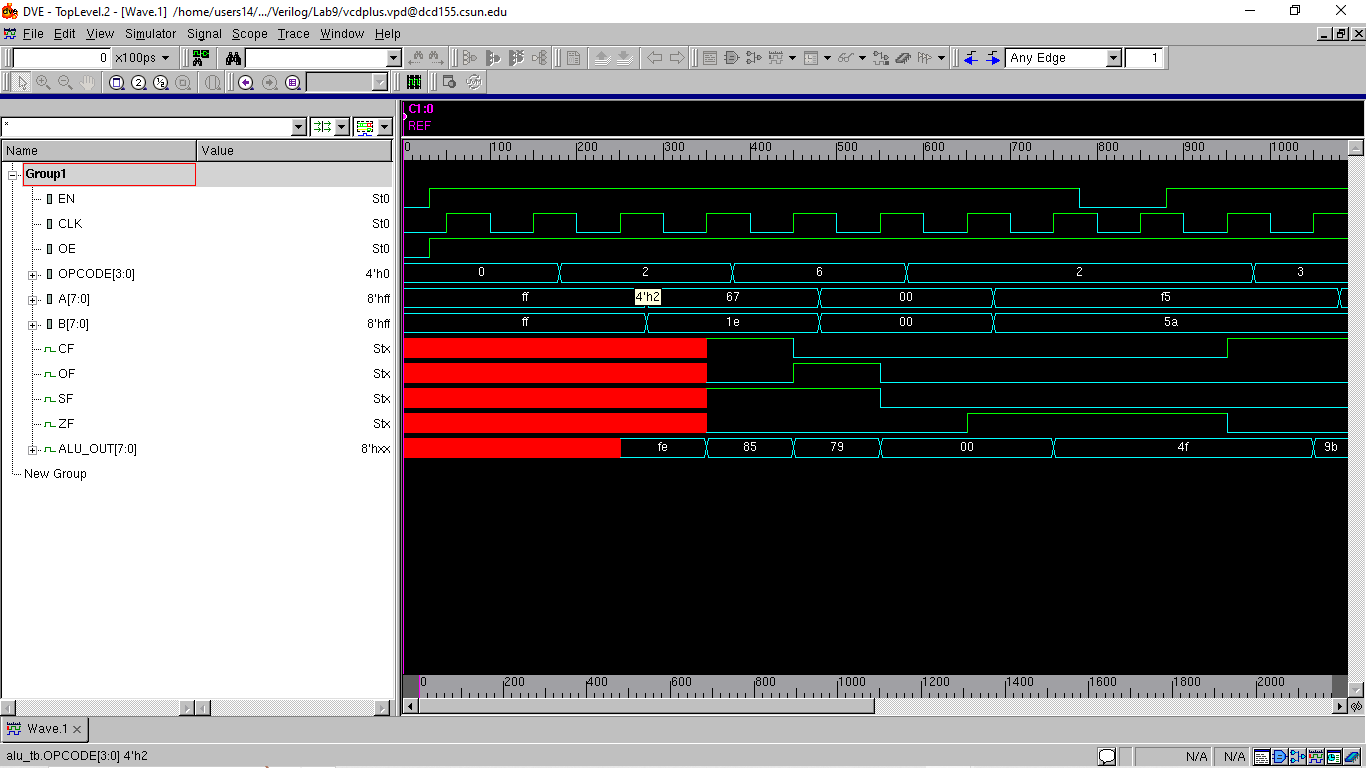 DVE - TopLevel.2 - [Wave.1]  /home/users14/.../Verilog/Lab9/vcdplus.vpd@dcd155.csun.edu
File Edit View Simulator Signal Scope Trace Window Help
0 x100ps Any Edge 1
C1:0
REF
*
Name Value
0 100 200 300 400 500 600 700 800 900 1000
Group1
EN St0
CLK St0
OE St0
OPCODE[3:0] 4'h0 0 2 6 2 3
A[7:0] 8'hff ff 4'h2 67 00 f5
B[7:0] 8'hff ff 1e 00 5a
CF Stx
OF Stx
SF Stx
ZF Stx
ALU_OUT[7:0] 8'hxx fe 85 79 00 4f 9b
New Group
0 200 400 600 800 1000 1200 1400 1600 1800 2000
Wave.1
alu_tb.OPCODE[3:0] 4'h2 N/A N/A